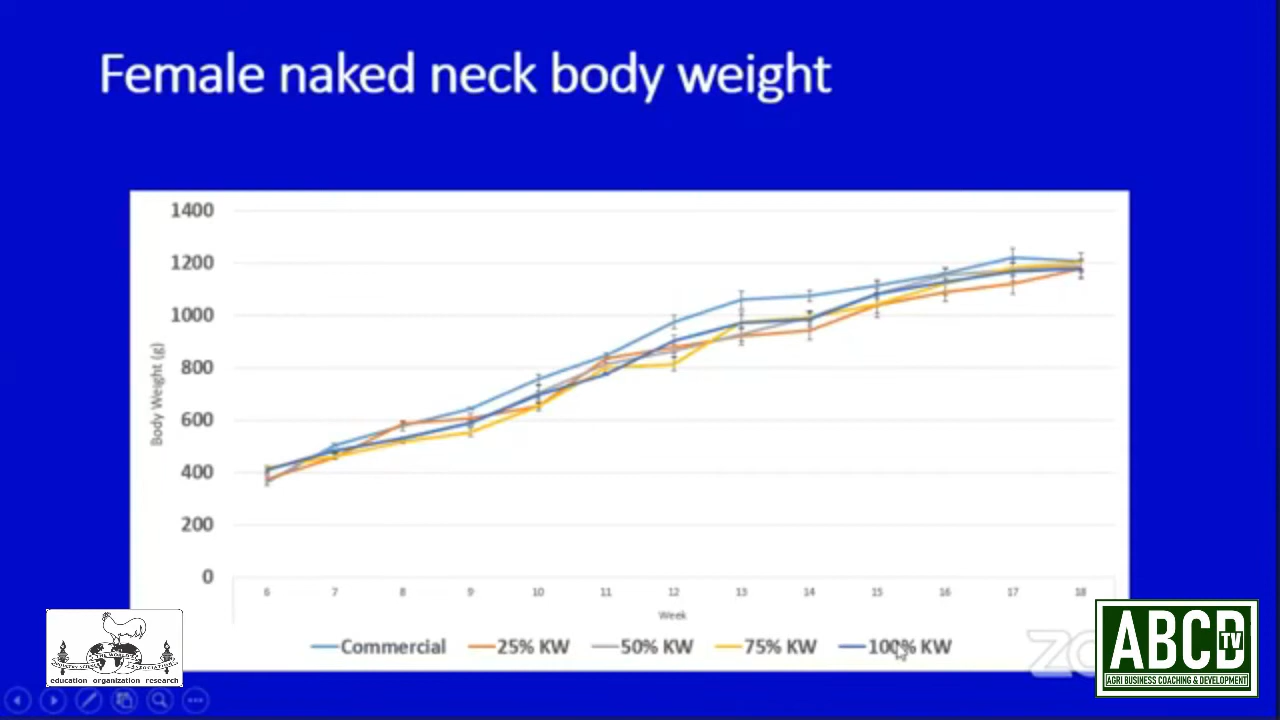 Female naked neck body weight
1400
1200
1000
800
600
400
200
0
Body Weight (g)
6 7 8 9 10 11 12 13 14 15 16 17 18
Week
Commercial 25% KW 50% KW 75% KW 100% KW
education organization research
ABCD TV
AGRI BUSINESS COACHING & DEVELOPMENT